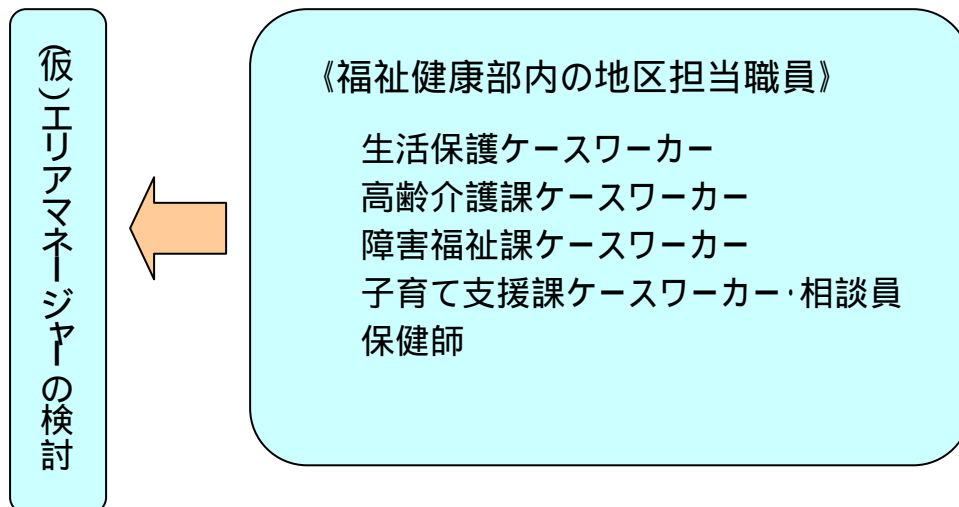 (仮)エリアマネージャーの検討
《福祉健康部内の地区担当職員》
生活保護ケースワーカー
高齢介護課ケースワーカー
障害福祉課ケースワーカー
子育て支援課ケースワーカー・相談員
保健師